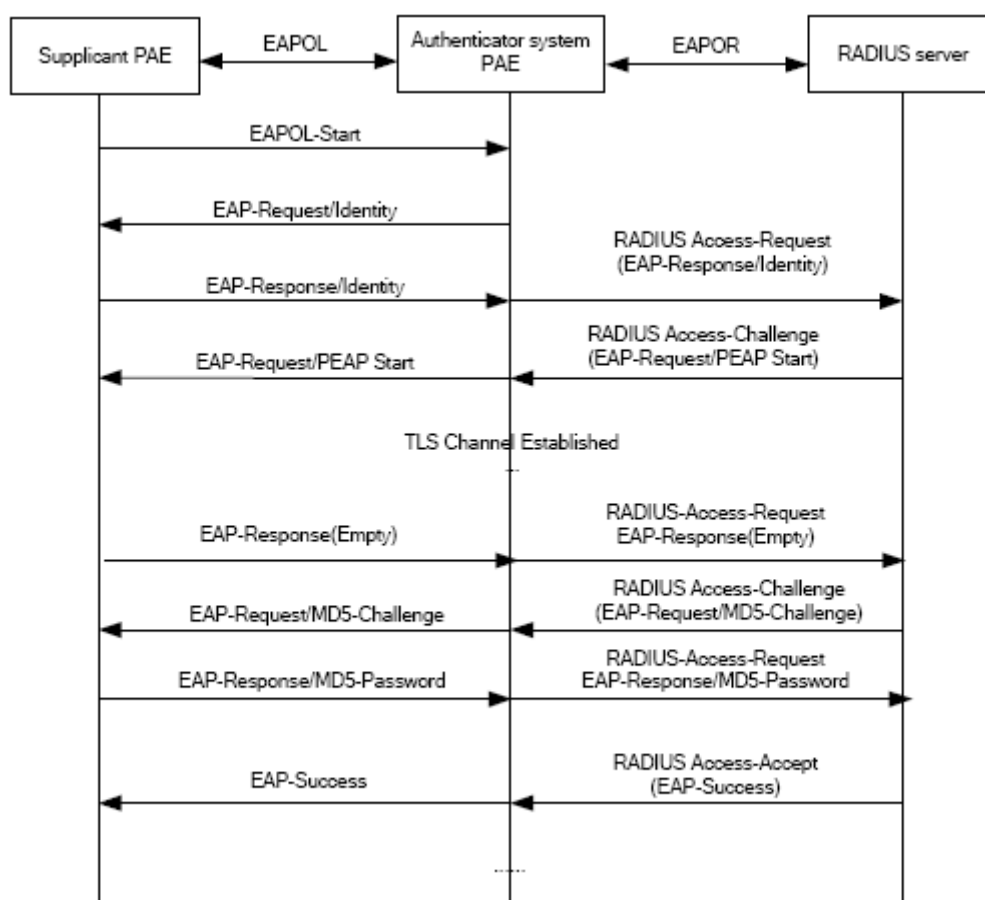 Supplicant PAE
EAPOL
Authenticator system
PAE
EAPOR
RADIUS server
EAPOL-Start
EAP-Request/Identity
RADIUS Access-Request
(EAP-Response/Identity)
EAP-Response/Identity
RADIUS Access-Challenge
(EAP-Request/PEAP Start)
EAP-Request/PEAP Start
TLS Channel Established
EAP-Response(Empty)
RADIUS-Access-Request
EAP-Response(Empty)
RADIUS Access-Challenge
(EAP-Request/MD5-Challenge)
EAP-Request/MD5-Challenge
RADIUS-Access-Request
EAP-Response/MD5-Password
EAP-Response/MD5-Password
RADIUS Access-Accept
(EAP-Success)
EAP-Success